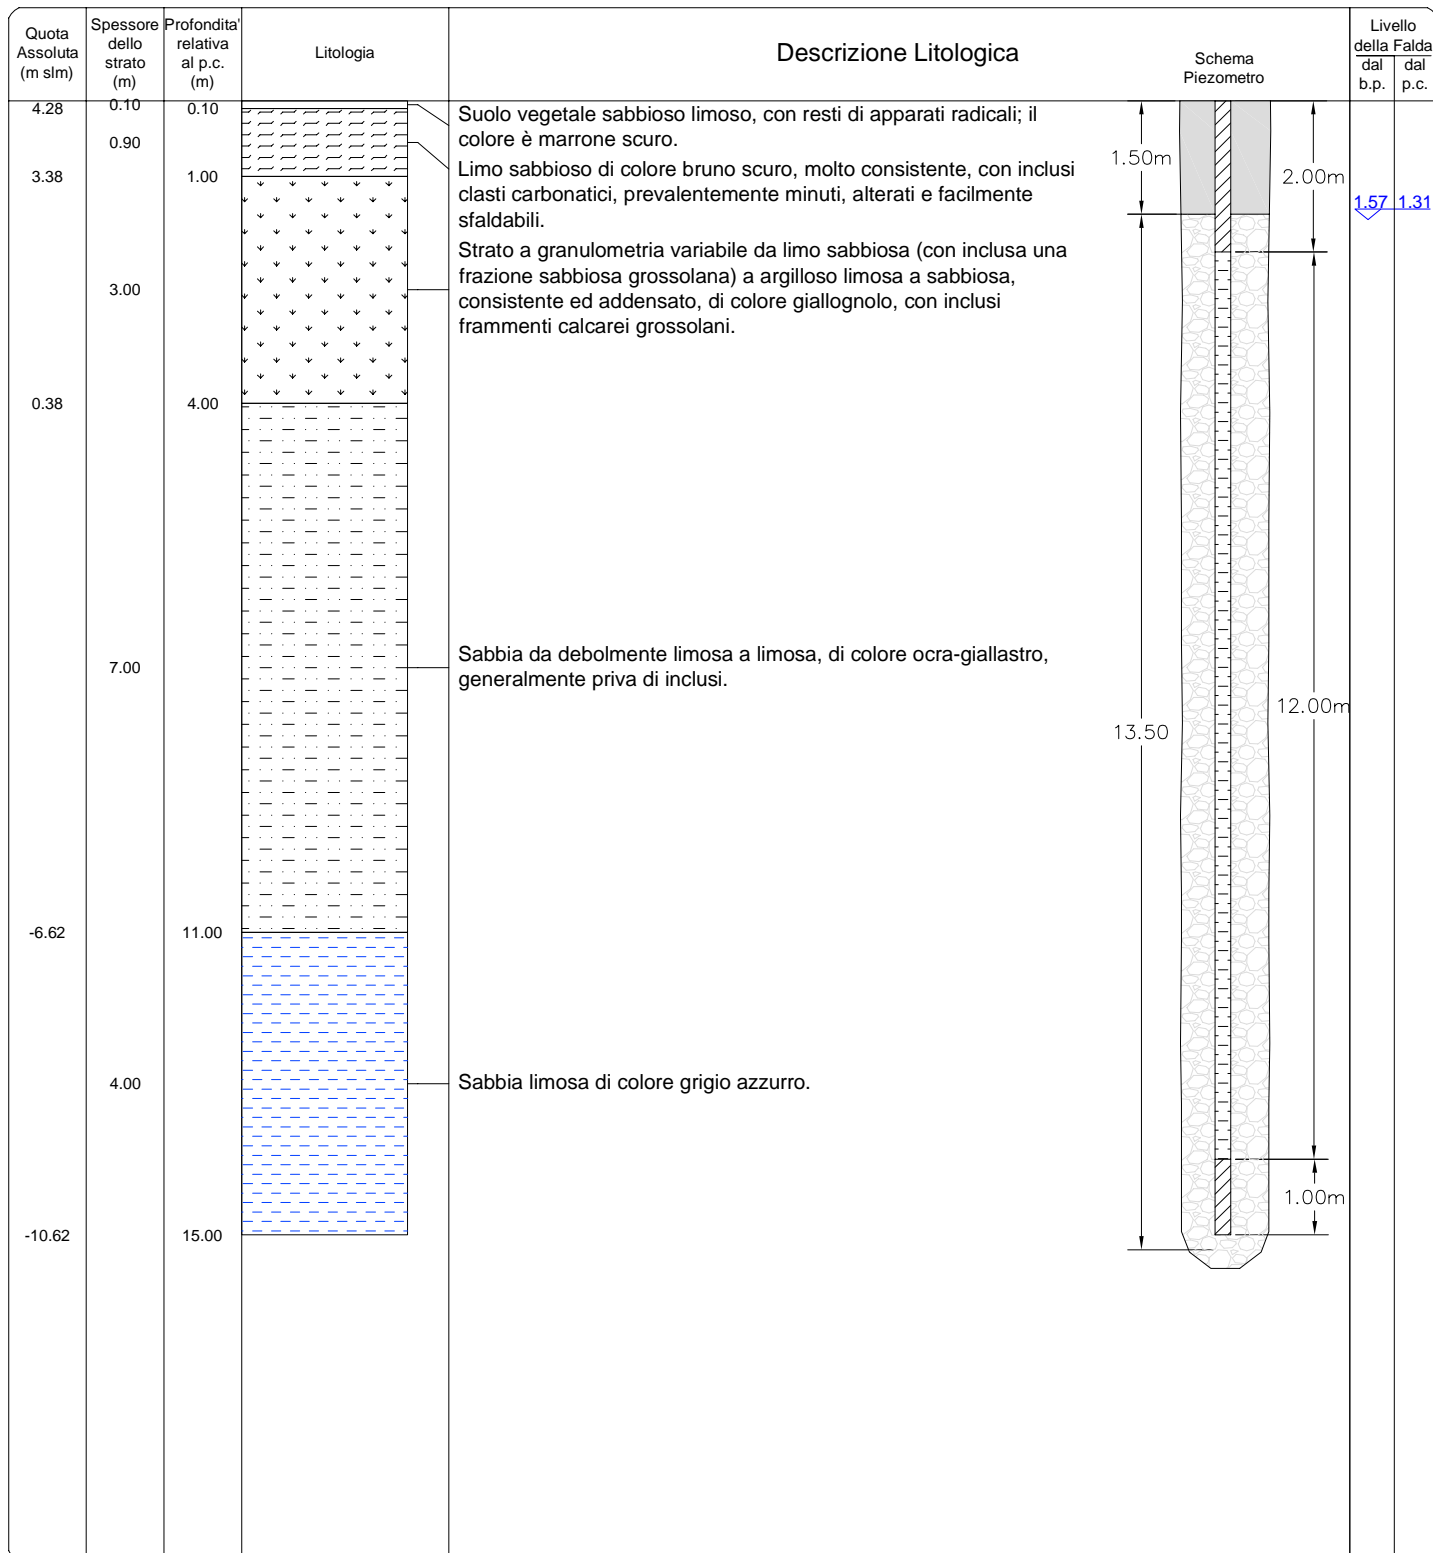 Quota
Assoluta
(m slm)
Spessore
dello
strato
(m)
Profondita'
relativa
al p.c.
(m)
Litologia
Descrizione Litologica
Schema
Piezometro
Livello
della Falda
dal
b.p.
dal
p.c.
4.28
0.10
0.10
Suolo vegetale sabbioso limoso, con resti di apparati radicali; il
colore è marrone scuro.
0.90
Limo sabbioso di colore bruno scuro, molto consistente, con inclusi
clasti carbonatici, prevalentemente minuti, alterati e facilmente
sfaldabili.
3.38
1.00
Strato a granulometria variabile da limo sabbiosa (con inclusa una
frazione sabbiosa grossolana) a argilloso limosa a sabbiosa,
consistente ed addensato, di colore giallognolo, con inclusi
frammenti calcarei grossolani.
3.00
0.38
4.00
7.00
Sabbia da debolmente limosa a limosa, di colore ocra-giallastro,
generalmente priva di inclusi.
-6.62
11.00
4.00
Sabbia limosa di colore grigio azzurro.
-10.62
15.00
1.50m
2.00m
1.57
1.31
12.00m
13.50
1.00m